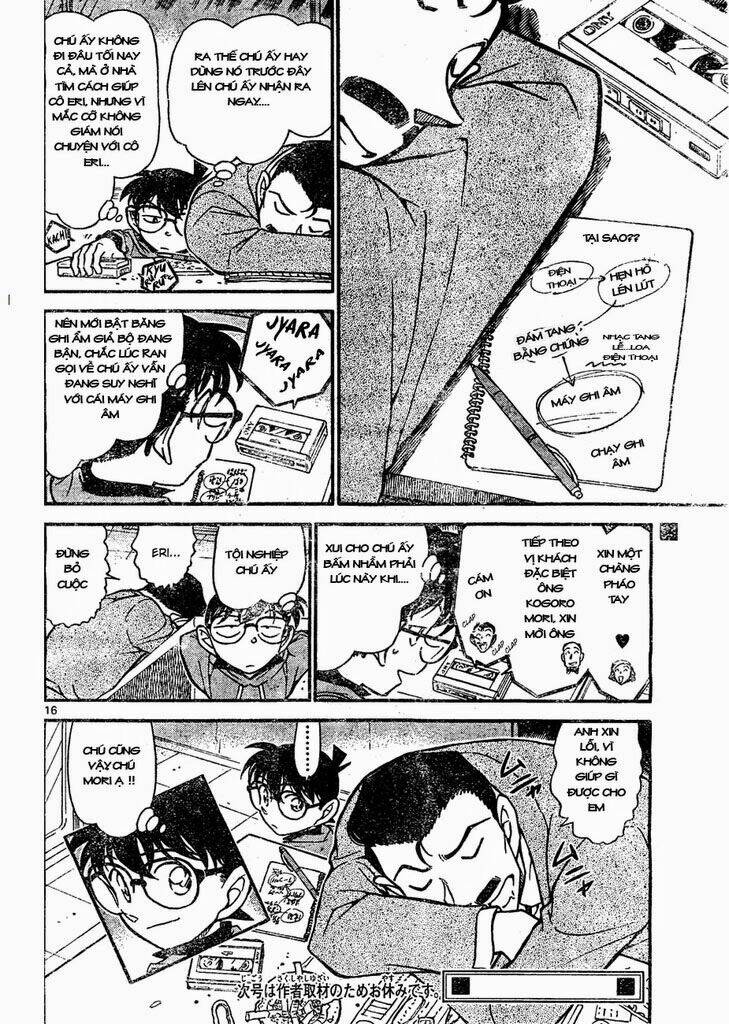 RA THẾ CHÚ ẤY HAY
DÙNG NÓ TRƯỚC ĐÂY
LÊN CHÚ ẤY NHẬN RA
NGAY....
CHÚ ẤY KHÔNG
ĐI ĐÂU TỐI NAY
CẢ, MÀ Ở NHÀ
TÌM CÁCH GIÚP
CÔ ERI, NHƯNG VÌ
MẮC CỠ KHÔNG
GIÁM NÓI
CHUYỆN VỚI CÔ
ERI...
KACHI
KYU
RURU
TẠI SAO??
ĐIỆN
THOẠI
HẸN HÒ
LÉN LÚT
ĐÁM TANG
BẰNG CHỨNG
NHẠC TANG
LỄ...LOA
ĐIỆN THOẠI
MÁY GHI ÂM
CHẠY GHI
ÂM
NÊN MỚI BẬT BĂNG
GHI ÂM GIẢ BỘ ĐANG
BẬN, CHẮC LÚC RAN
GỌI VỀ CHÚ ẤY VẪN
ĐANG SUY NGHĨ
VỚI CÁI MÁY GHI
ÂM
JYARA
JYARA
JYARA
XIN MỘT
CHÀNG
PHÁO
TAY
TIẾP THEO
VỊ KHÁCH
ĐẶC BIỆT
ÔNG
KOGORO
MORI, XIN
MỜI ÔNG
CÁM
ƠN
CLAP
CLAP
CLAP
XUI CHO CHÚ ẤY
BẤM NHẦM PHẢI
LÚC NÀY KHI....
TỘI NGHIỆP
CHÚ ẤY
ERI...
ĐỪNG
BỎ
CUỘC
16
ANH XIN
LỖI, VÌ
KHÔNG
GIÚP GÌ
ĐƯỢC CHO
EM
CHÚ CŨNG
VẬY CHÚ
MORI Ạ !!
次号は作者取材のためお休みです。